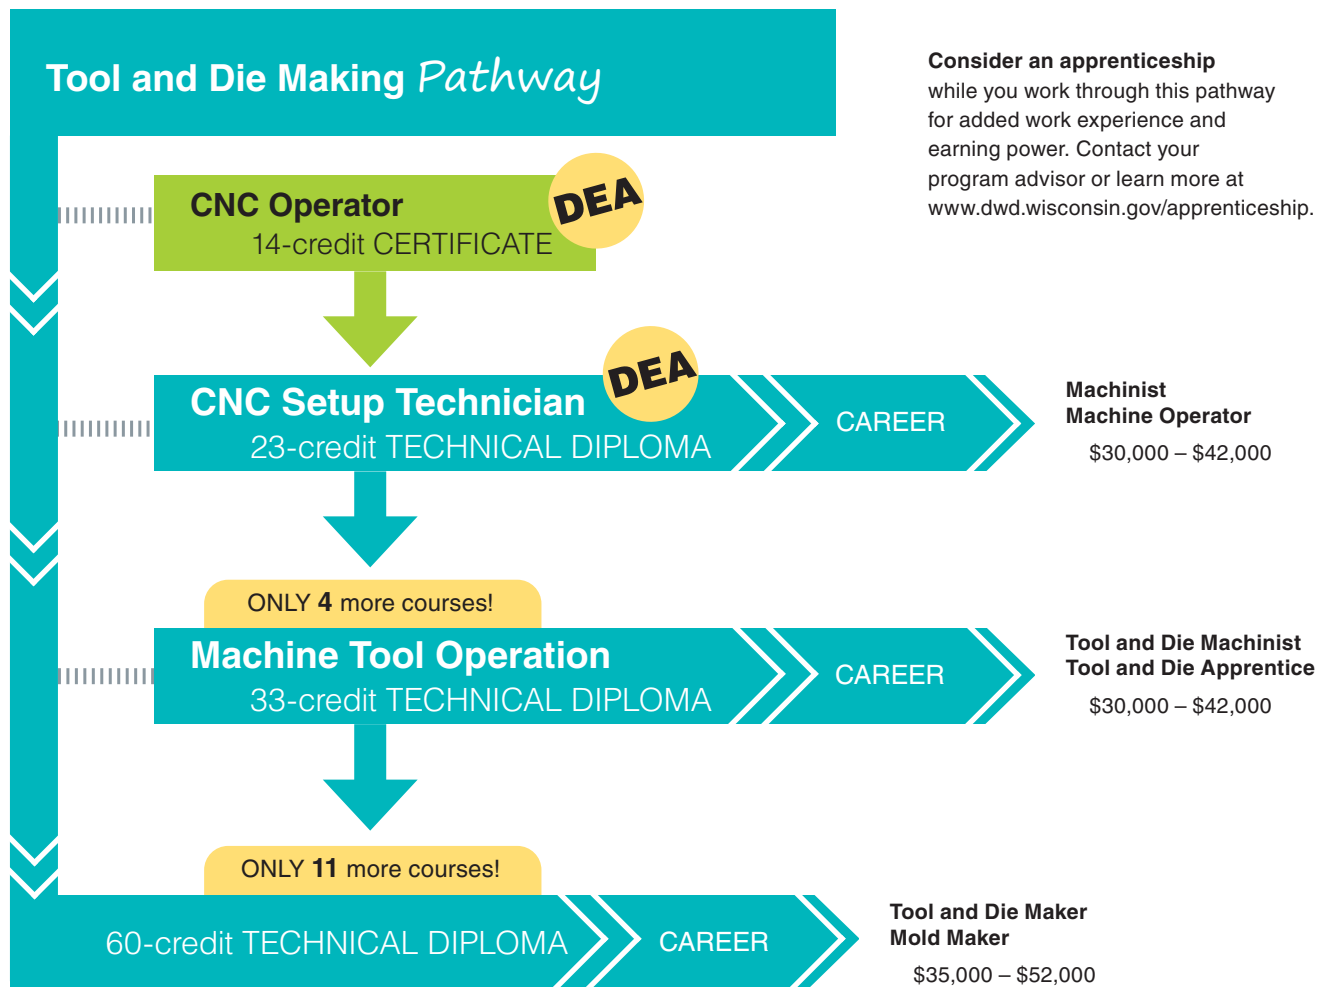 Tool and Die Making Pathway
Consider an apprenticeship
while you work through this pathway
for added work experience and
earning power. Contact your
program advisor or learn more at
www.dwd.wisconsin.gov/apprenticeship.
CNC Operator
14-credit CERTIFICATE
DEA
CNC Setup Technician
23-credit TECHNICAL DIPLOMA
DEA
CAREER
Machinist
Machine Operator
$30,000 – $42,000
ONLY 4 more courses!
Machine Tool Operation
33-credit TECHNICAL DIPLOMA
CAREER
Tool and Die Machinist
Tool and Die Apprentice
$30,000 – $42,000
ONLY 11 more courses!
60-credit TECHNICAL DIPLOMA
CAREER
Tool and Die Maker
Mold Maker
$35,000 – $52,000